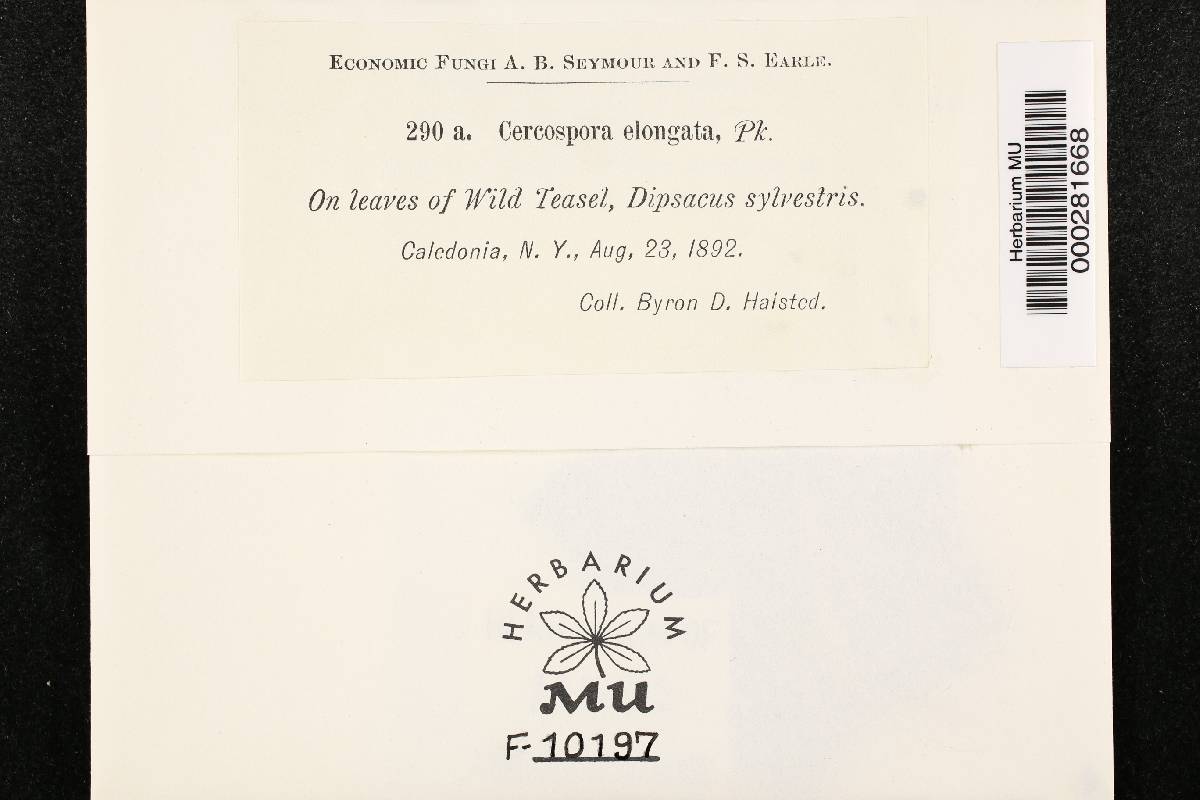 ECONOMIC FUNGI A. B. SEYMOUR AND F. S. EARLE.
290 a. Cercospora elongata, Pk.
On leaves of Wild Teasel, Dipsacus sylvestris.
Caledonia, N. Y., Aug, 23, 1892.
Coll. Byron D. Halsted.
Herbarium MU
000281668
HERBARIUM
MU
F-10197